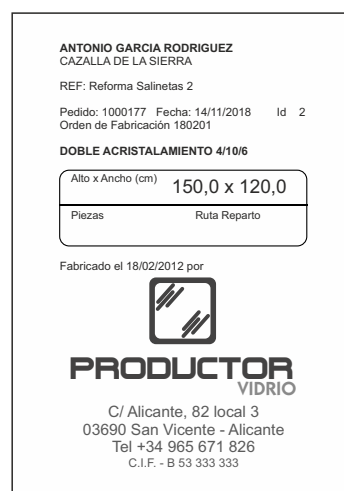 ANTONIO GARCIA RODRIGUEZ
CAZALLA DE LA SIERRA
REF: Reforma Salinetas 2
Pedido: 1000177 Fecha: 14/11/2018 Id 2
Orden de Fabricación 180201
DOBLE ACRISTALAMIENTO 4/10/6
Alto x Ancho (cm) 150,0 x 120,0
Piezas Ruta Reparto
Fabricado el 18/02/2012 por
PRODUCTOR
VIDRIO
C/ Alicante, 82 local 3
03690 San Vicente - Alicante
Tel +34 965 671 826
C.I.F. - B 53 333 333